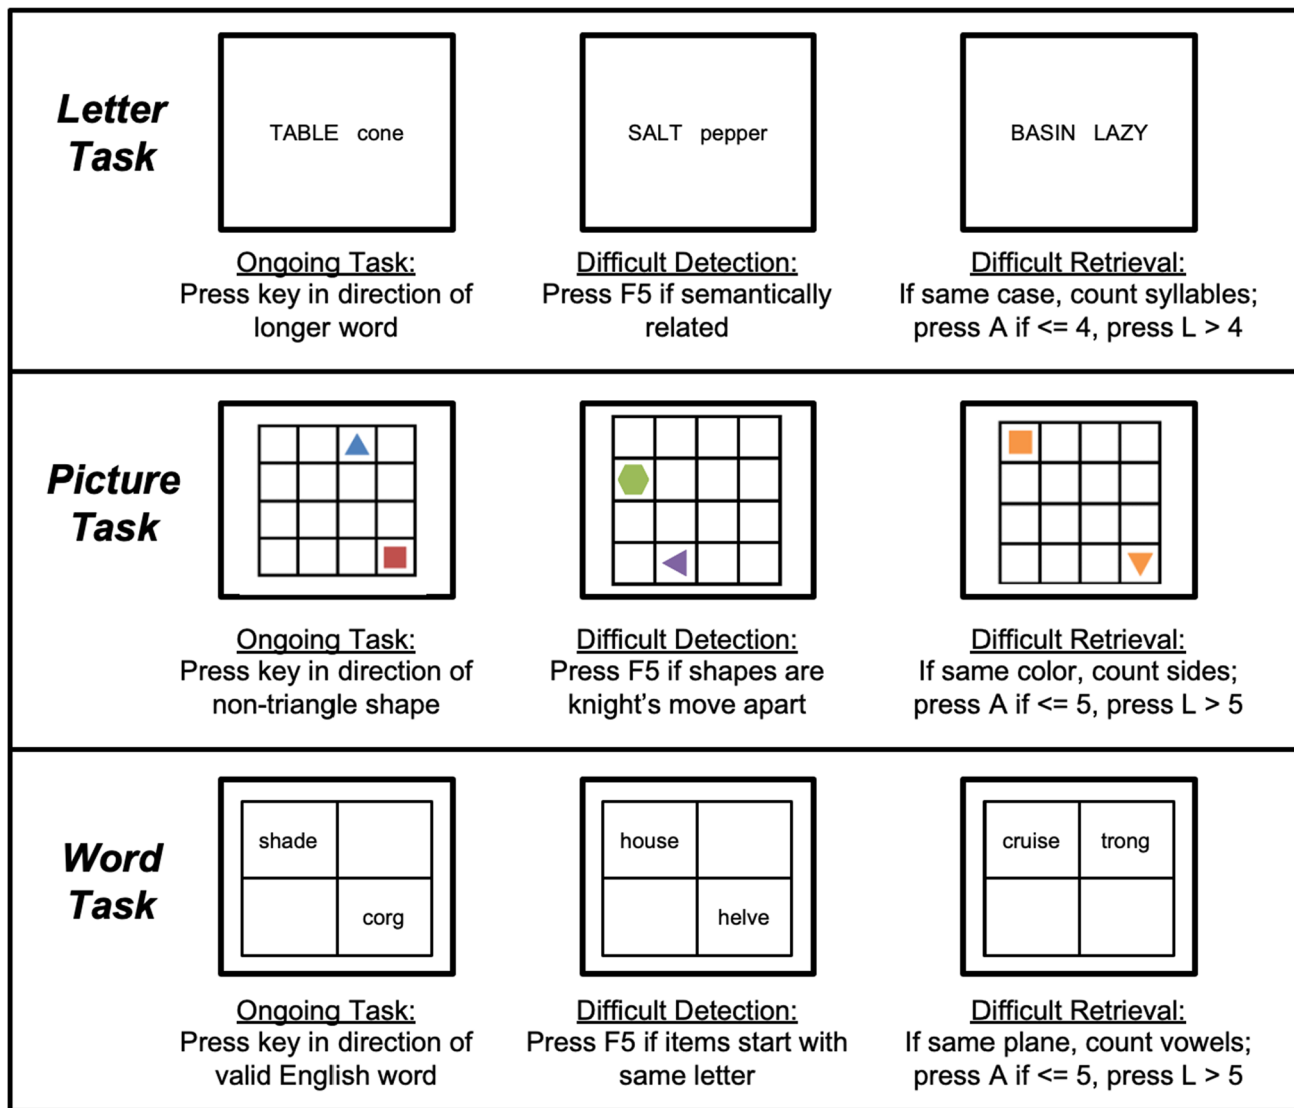 Letter
Task
TABLE cone
SALT pepper
BASIN LAZY
Ongoing Task:
Press key in direction of
longer word
Difficult Detection:
Press F5 if semantically
related
Difficult Retrieval:
If same case, count syllables;
press A if <= 4, press L > 4
Picture
Task
Ongoing Task:
Press key in direction of
non-triangle shape
Difficult Detection:
Press F5 if shapes are
knight's move apart
Difficult Retrieval:
If same color, count sides;
press A if <= 5, press L > 5
Word
Task
shade
corg
house
helve
cruise trong
Ongoing Task:
Press key in direction of
valid English word
Difficult Detection:
Press F5 if items start with
same letter
Difficult Retrieval:
If same plane, count vowels;
press A if <= 5, press L > 5